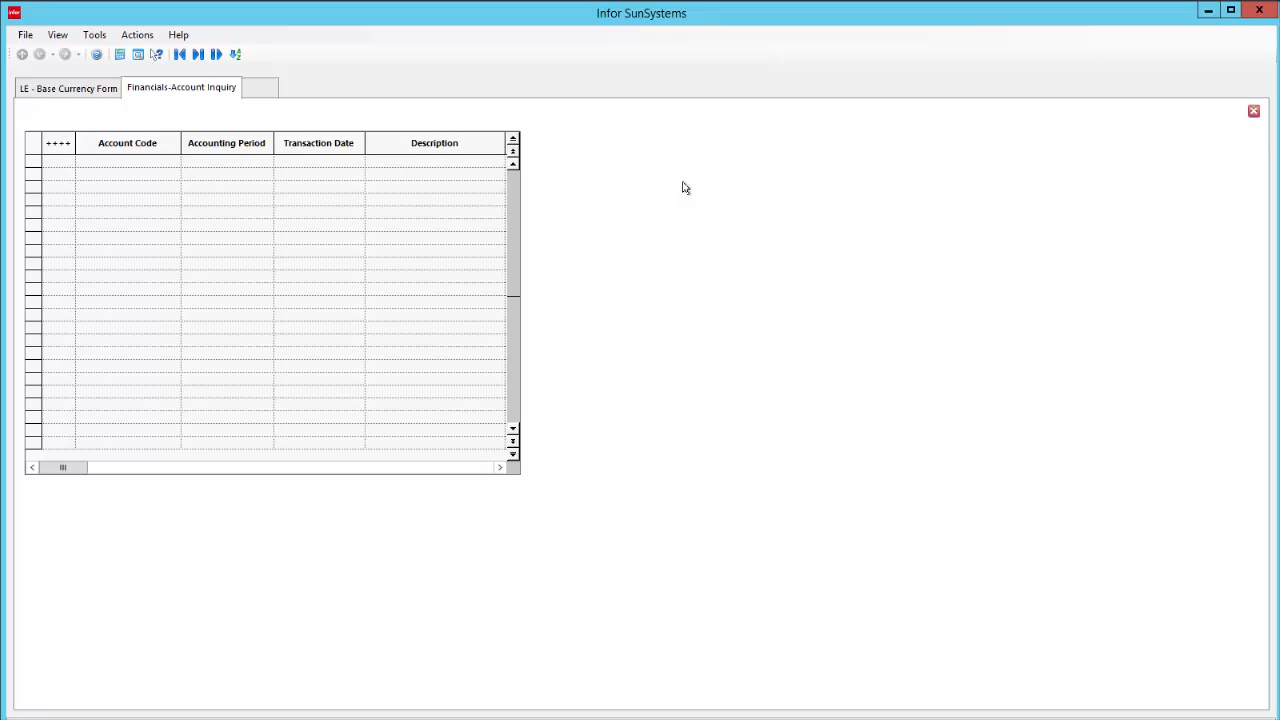 infor
Infor SunSystems
File View Tools Actions Help
LE - Base Currency Form Financials-Account Inquiry
++++ Account Code Accounting Period Transaction Date Description